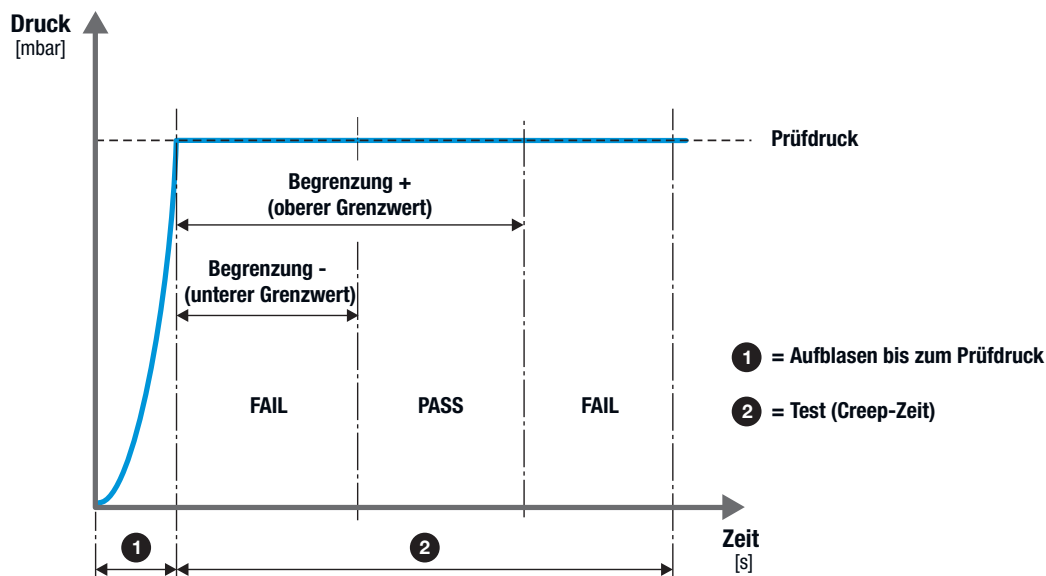 Druck
[mbar]
Prüfdruck
Begrenzung +
(oberer Grenzwert)
Begrenzung -
(unterer Grenzwert)
1 = Aufblasen bis zum Prüfdruck
FAIL
PASS
FAIL
2 = Test (Creep-Zeit)
Zeit
[s]
1
2